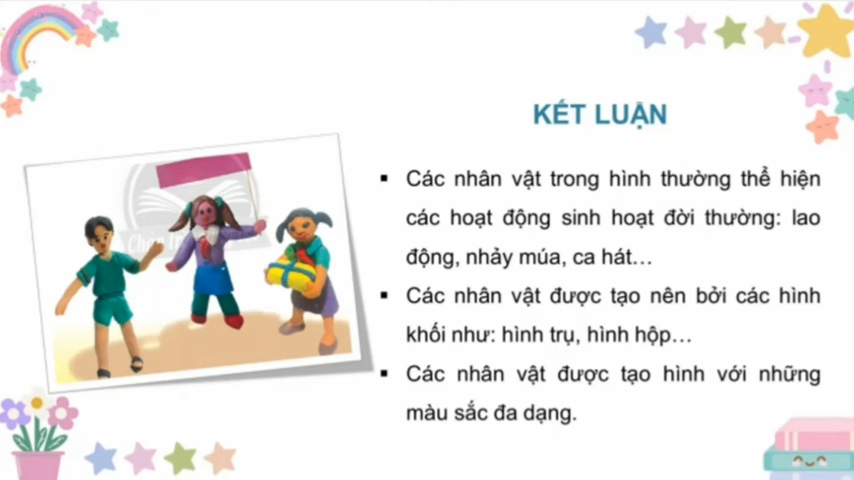 KẾT LUẬN
Các nhân vật trong hình thường thể hiện
các hoạt động sinh hoạt đời thường: lao
động, nhảy múa, ca hát...
Các nhân vật được tạo nên bởi các hình
khối như: hình trụ, hình hộp...
Các nhân vật được tạo hình với những
màu sắc đa dạng.